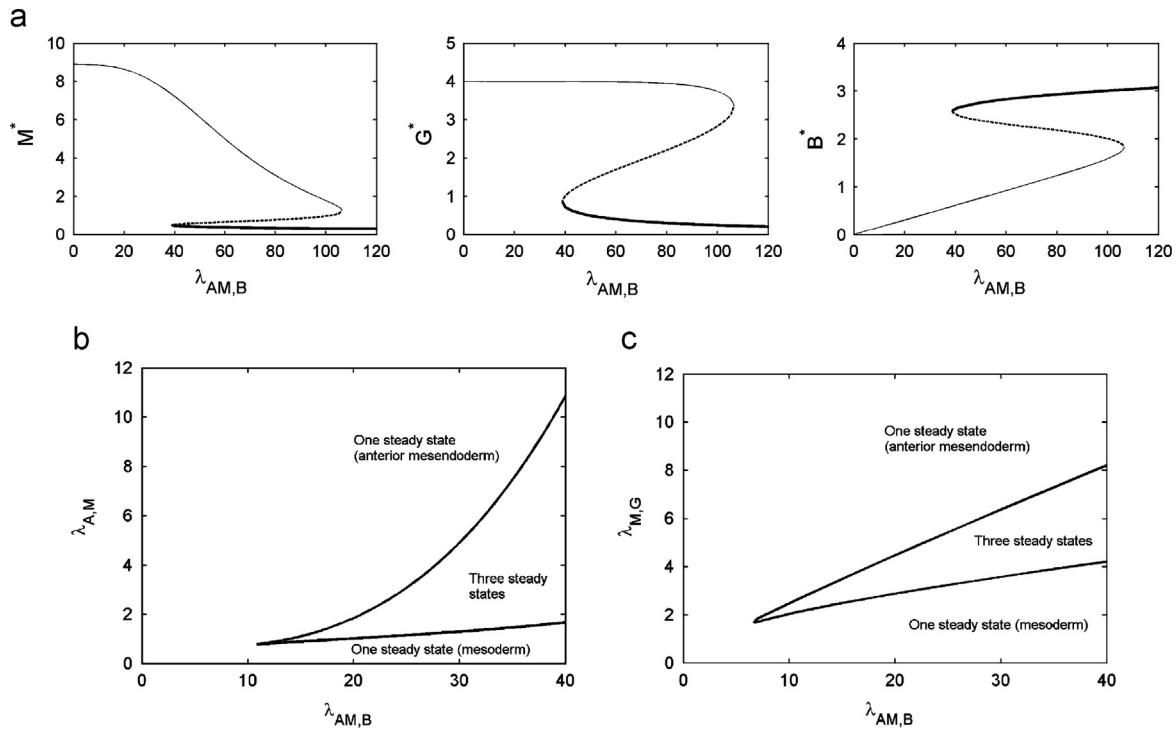 a
10
8
6
4
2
0
M*
0 20 40 60 80 100 120
λAM,B
5
4
3
2
1
0
G*
0 20 40 60 80 100 120
λAM,B
4
3
2
1
0
B*
0 20 40 60 80 100 120
λAM,B
b
12
10
8
6
4
2
0
λA,M
One steady state
(anterior mesendoderm)
Three steady
states
One steady state (mesoderm)
0 10 20 30 40
λAM,B
c
12
10
8
6
4
2
0
λM,G
One steady state
(anterior mesendoderm)
Three steady states
One steady state (mesoderm)
0 10 20 30 40
λAM,B